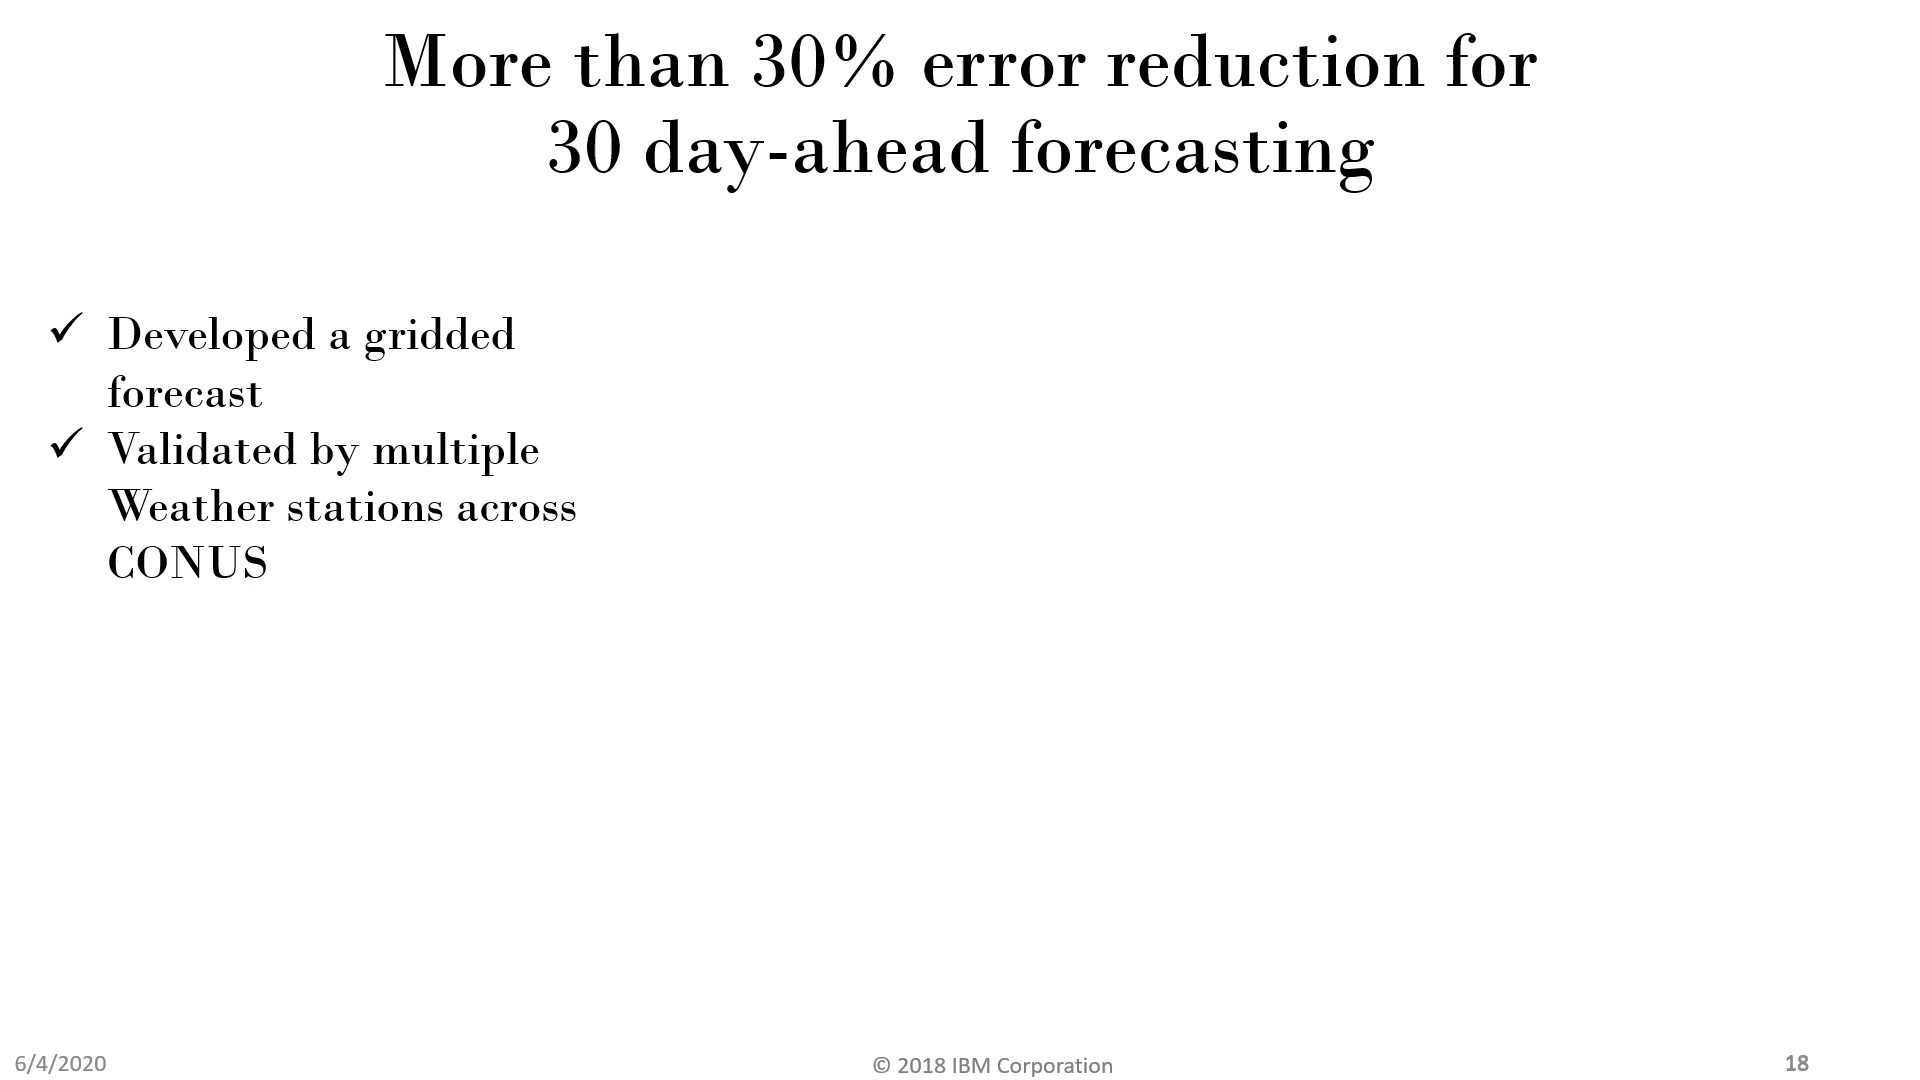 More than 30% error reduction for
30 day-ahead forecasting
✓ Developed a gridded
forecast
✓ Validated by multiple
Weather stations across
CONUS
6/4/2020
© 2018 IBM Corporation
18